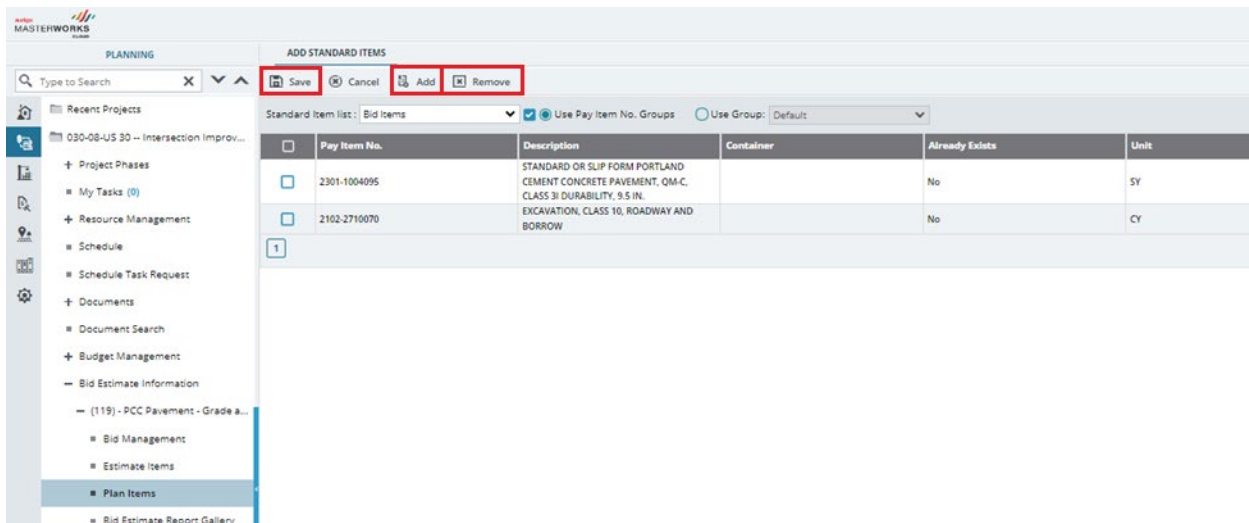 aurigo
MASTERWORKS
CLOUD
PLANNING
ADD STANDARD ITEMS
Type to Search
Save Cancel Add Remove
Recent Projects
Standard Item list : Bid Items Use Pay Item No. Groups Use Group: Default
030-08-US 30 -- Intersection Improv...
Pay Item No. Description Container Already Exists Unit
+ Project Phases
2301-1004095 STANDARD OR SLIP FORM PORTLAND CEMENT CONCRETE PAVEMENT, QM-C, CLASS 3I DURABILITY, 9.5 IN. No SY
My Tasks (0)
2102-2710070 EXCAVATION, CLASS 10, ROADWAY AND BORROW No CY
+ Resource Management
1
Schedule
Schedule Task Request
+ Documents
Document Search
+ Budget Management
− Bid Estimate Information
− (119) - PCC Pavement - Grade a...
Bid Management
Estimate Items
Plan Items
Bid Estimate Report Gallery